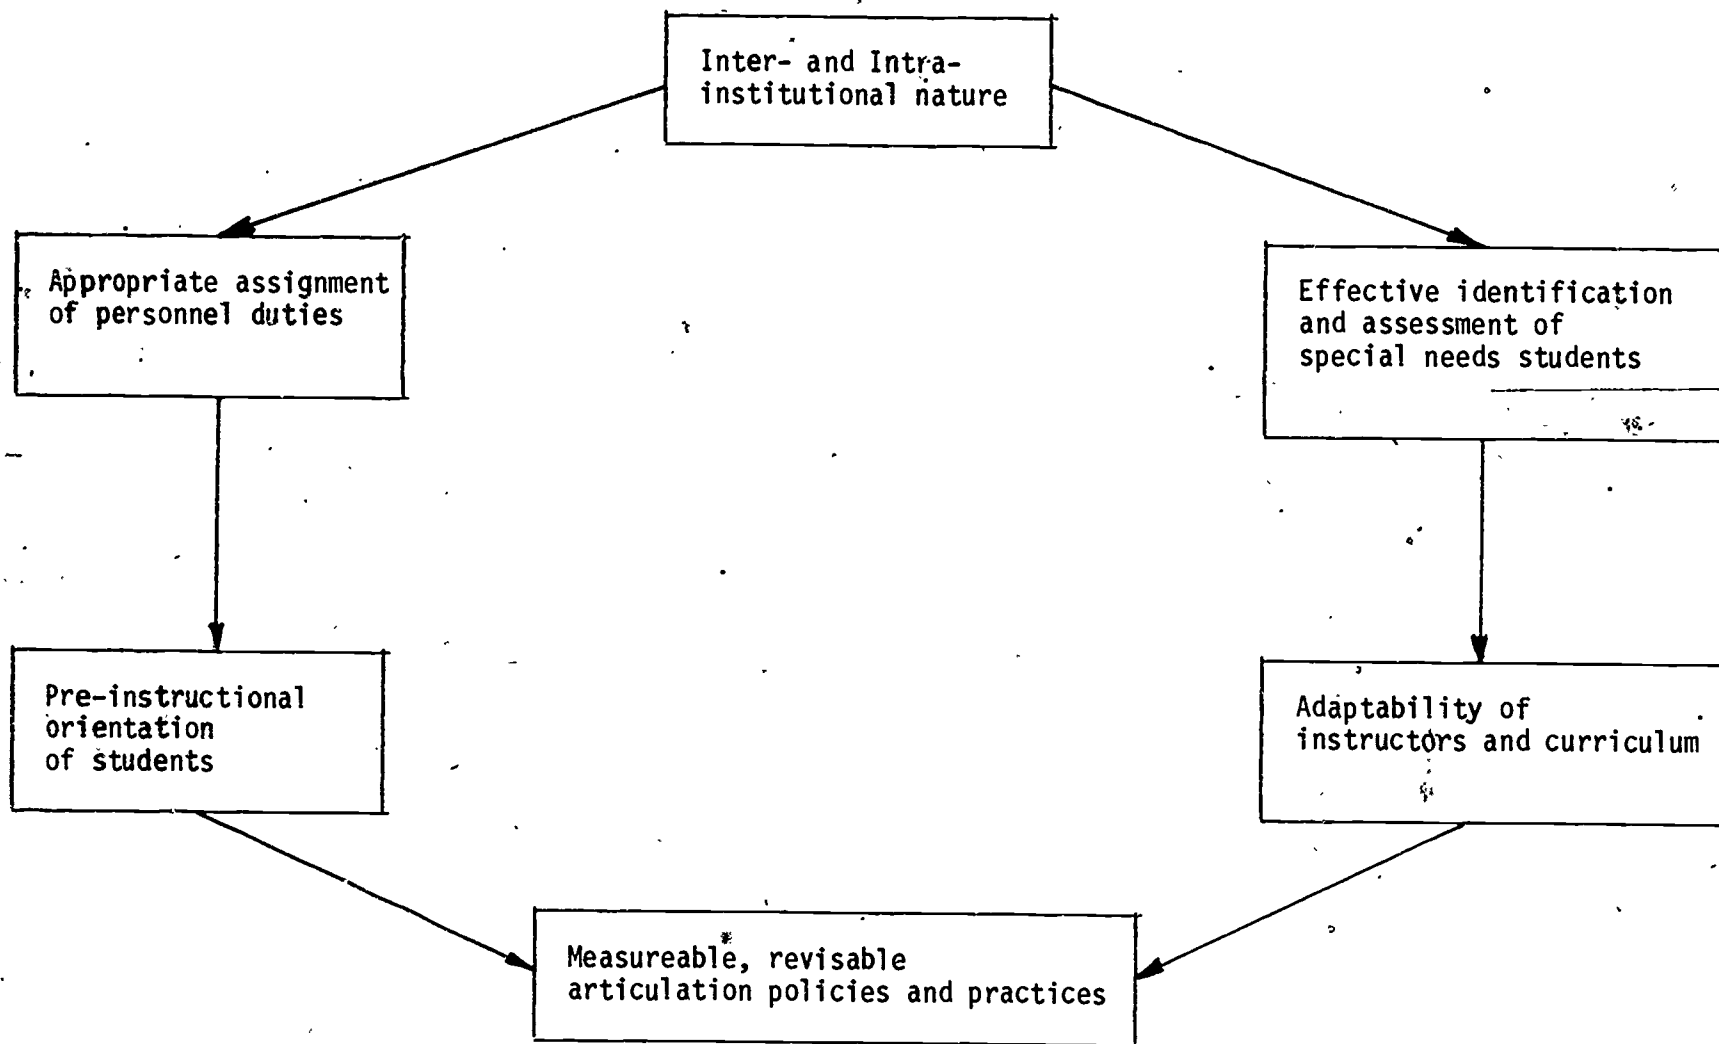 Inter- and Intra-
institutional nature
Appropriate assignment
of personnel duties
Effective identification
and assessment of
special needs students
Pre-instructional
orientation
of students
Adaptability of
instructors and curriculum
Measureable, revisable
articulation policies and practices